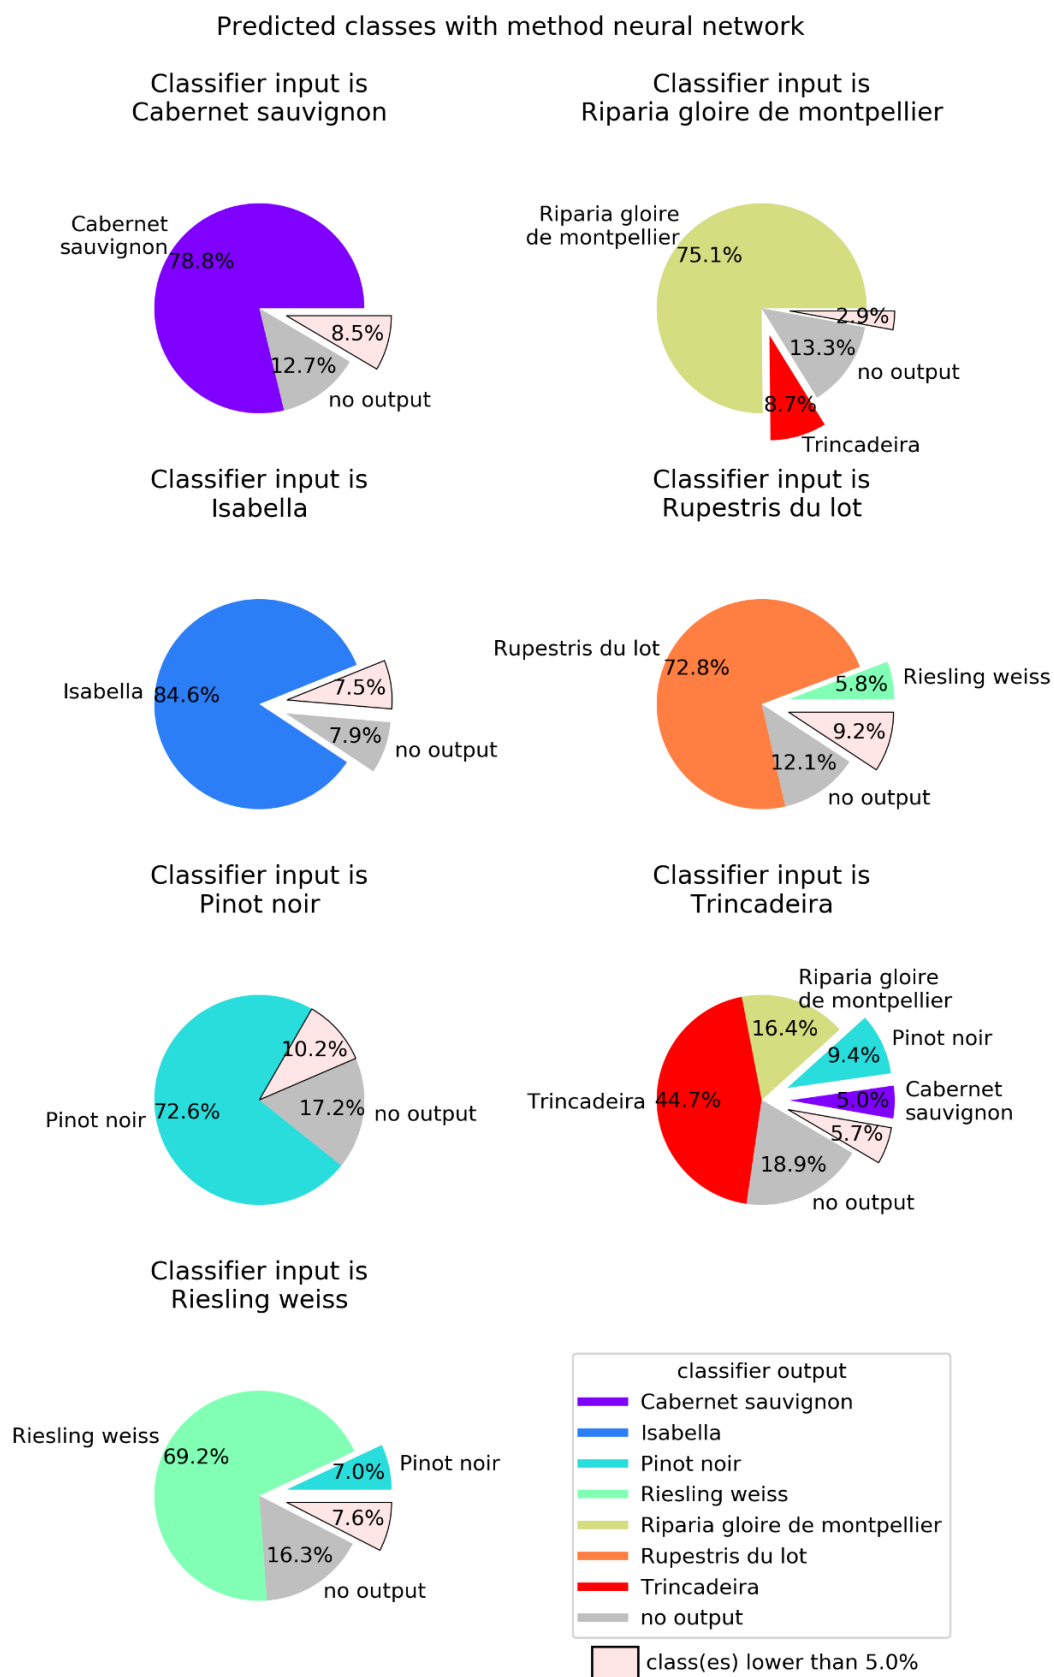 Predicted classes with method neural network
Classifier input is
Cabernet sauvignon
Cabernet
sauvignon
78.8%
8.5%
12.7%
no output
Classifier input is
Riparia gloire de montpellier
Riparia gloire
de montpellier
75.1%
2.9%
13.3%
no output
8.7%
Trincadeira
Classifier input is
Isabella
Isabella
84.6%
7.5%
7.9%
no output
Classifier input is
Rupestris du lot
Rupestris du lot
72.8%
5.8%
Riesling weiss
9.2%
12.1%
no output
Classifier input is
Pinot noir
10.2%
Pinot noir
72.6%
17.2%
no output
Classifier input is
Trincadeira
Riparia gloire
de montpellier
16.4%
Pinot noir
9.4%
Cabernet
sauvignon
5.0%
Trincadeira
44.7%
5.7%
18.9%
no output
Classifier input is
Riesling weiss
Riesling weiss
69.2%
Pinot noir
7.0%
7.6%
16.3%
no output
classifier output
Cabernet sauvignon
Isabella
Pinot noir
Riesling weiss
Riparia gloire de montpellier
Rupestris du lot
Trincadeira
no output
class(es) lower than 5.0%